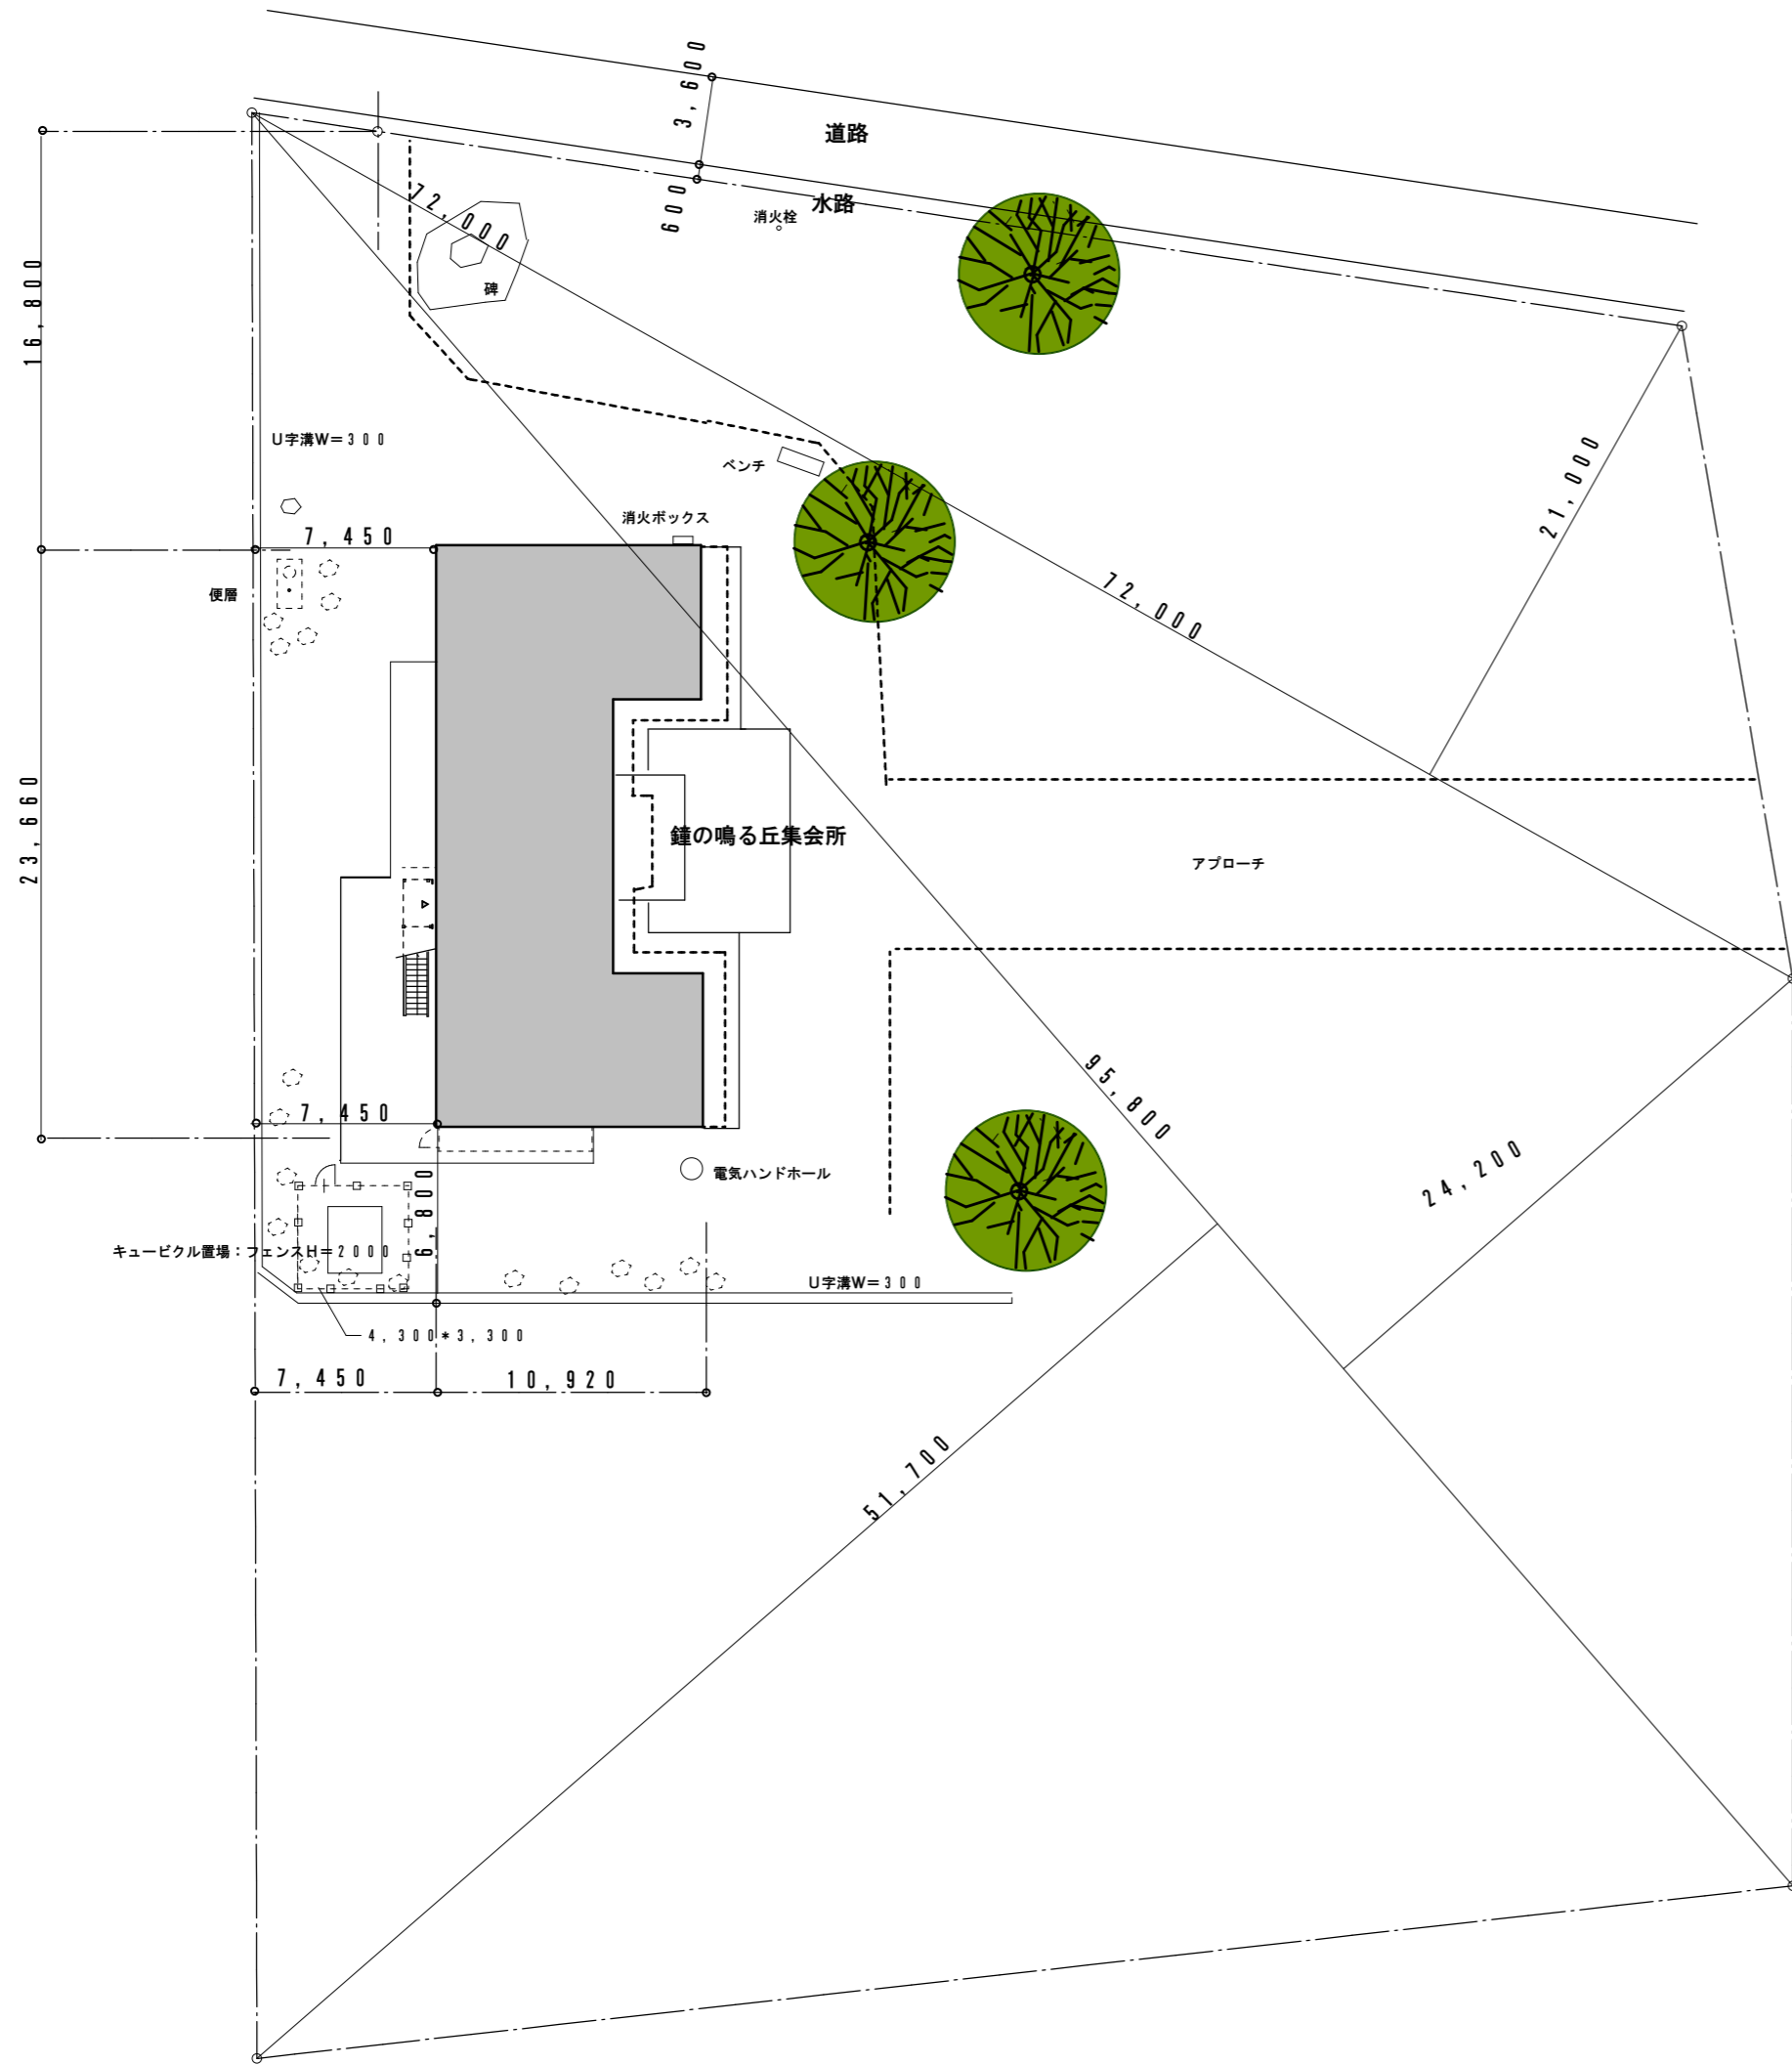 3,600
道路
600
水路
消火栓
72,000
碑
16,800
U字溝W=300
ベンチ
消火ボックス
7,450
21,000
便層
72,000
23,660
鐘の鳴る丘集会所
アプローチ
95,800
7,450
24,200
電気ハンドホール
6,800
キュービクル置場:フェンスH=2000
U字溝W=300
4,300*3,300
7,450
10,920
51,700